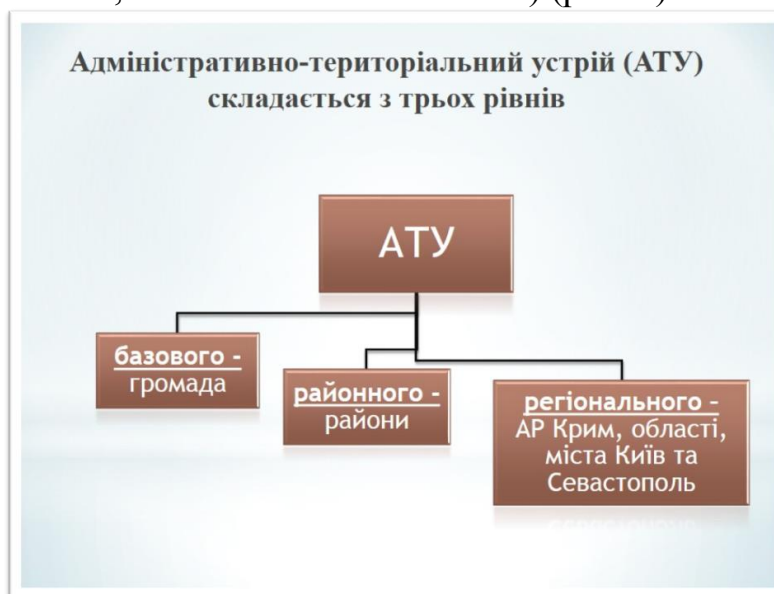 Адміністративно-територіальний устрій (АТУ)
складається з трьох рівнів
АТУ
базового -
громада
районного -
райони
регіонального –
АР Крим, області,
міста Київ та
Севастополь